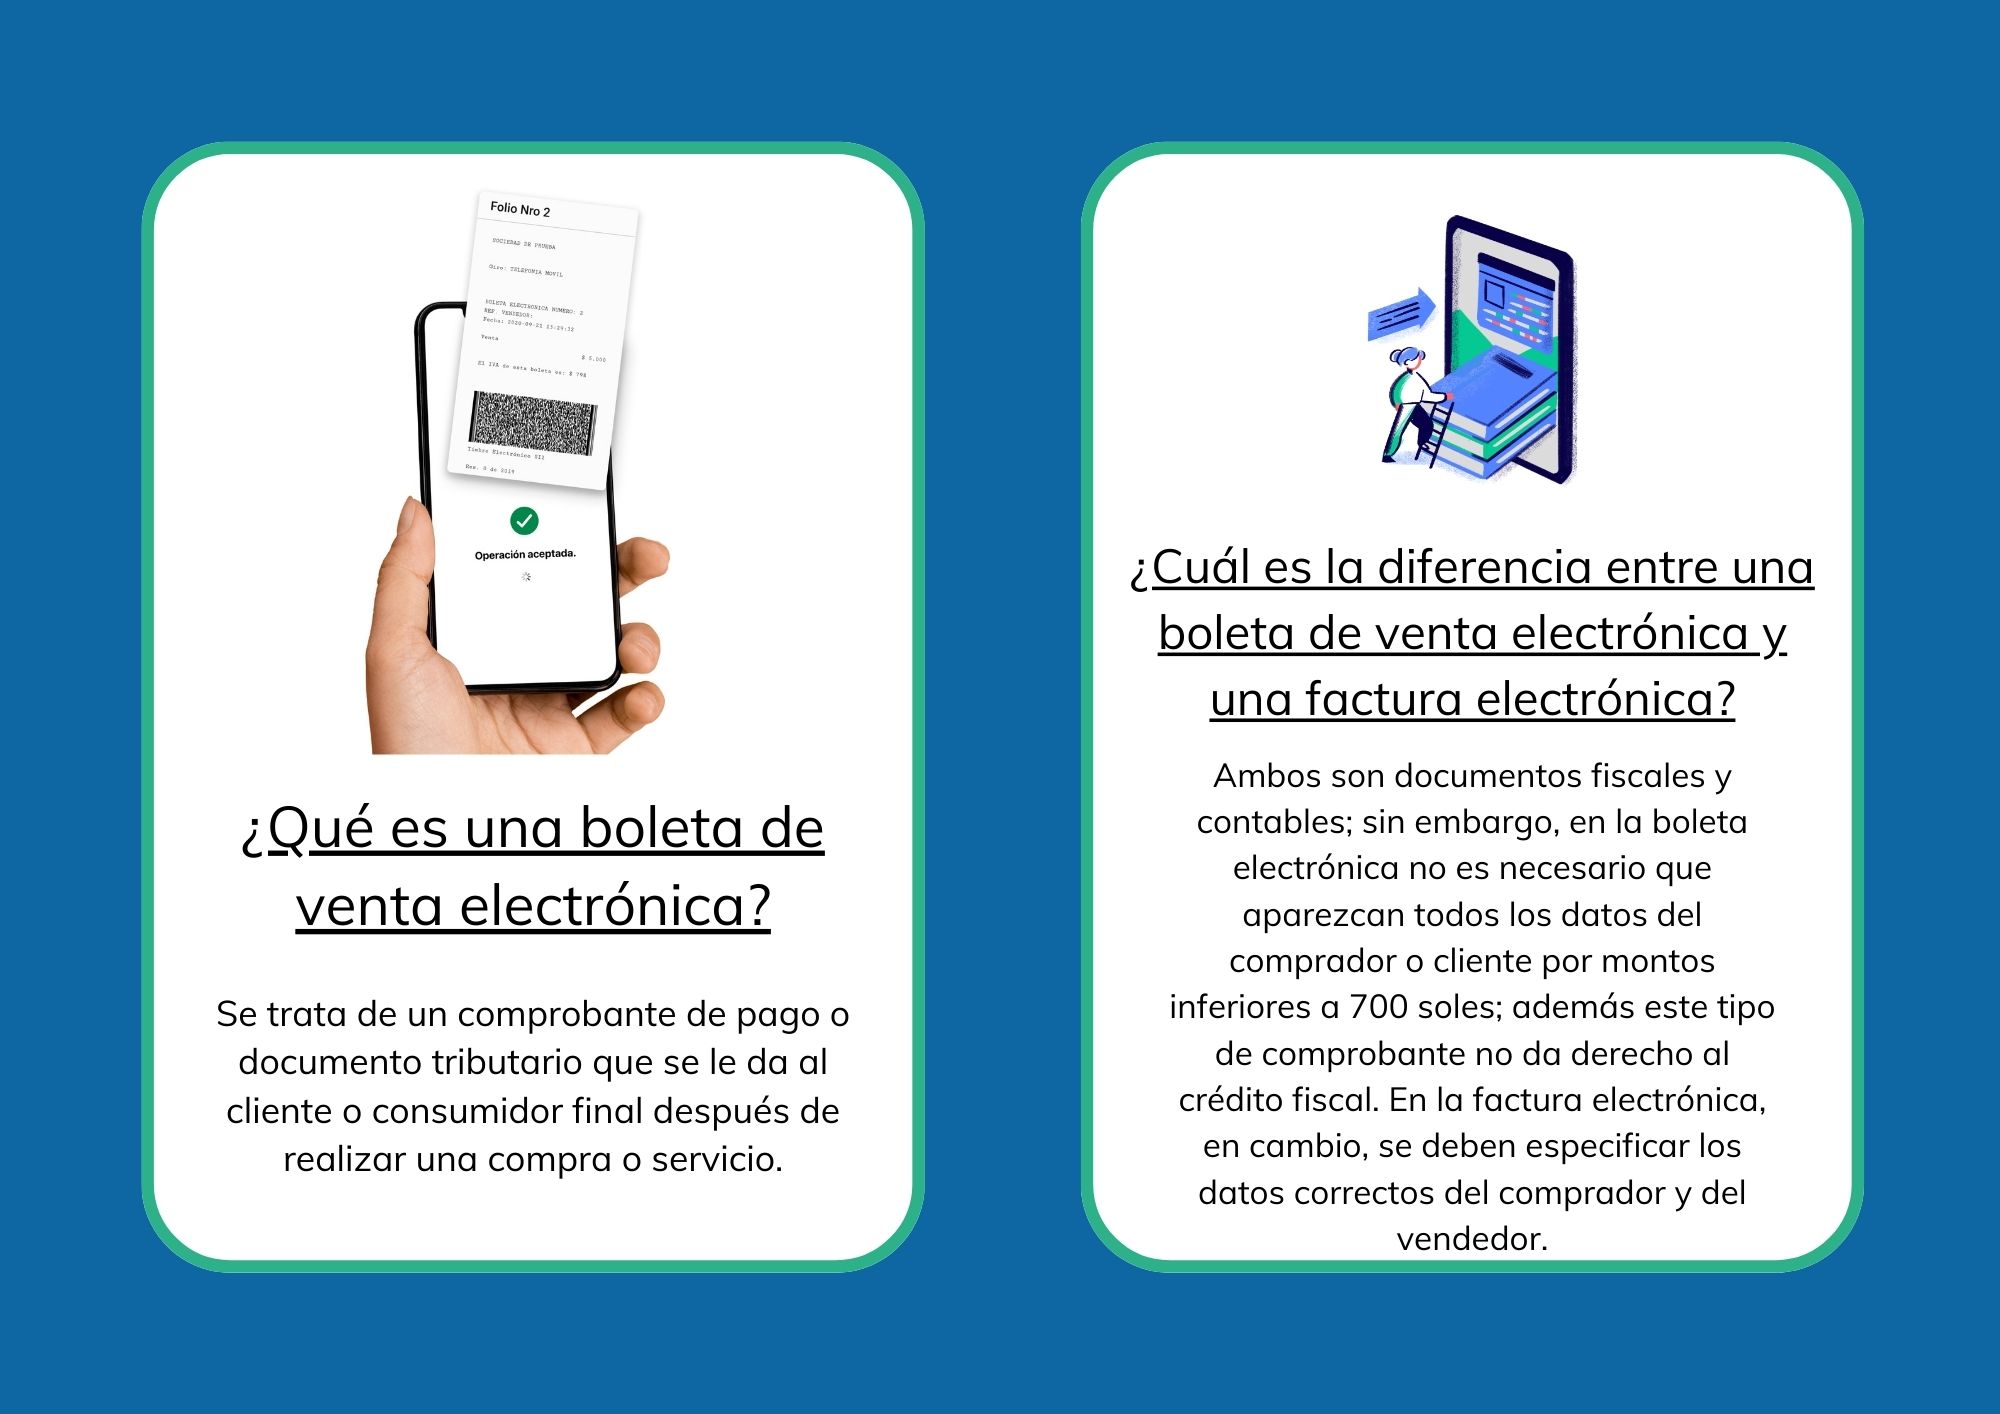 Folio Nro 2
SOCIEDAD DE PRUEBA
Giro: TELEFONIA MOVIL
BOLETA ELECTRONICA NUMERO: 2
REF. VENDEDOR:
Fecha: 2020-09-21 23:29:32
Venta
$ 5.000
El IVA de esta boleta es: $ 798
Timbre Electrónico SII
Res. 0 de 2019
Operación aceptada.
¿Qué es una boleta de
venta electrónica?
Se trata de un comprobante de pago o
documento tributario que se le da al
cliente o consumidor final después de
realizar una compra o servicio.
¿Cuál es la diferencia entre una
boleta de venta electrónica y
una factura electrónica?
Ambos son documentos fiscales y
contables; sin embargo, en la boleta
electrónica no es necesario que
aparezcan todos los datos del
comprador o cliente por montos
inferiores a 700 soles; además este tipo
de comprobante no da derecho al
crédito fiscal. En la factura electrónica,
en cambio, se deben especificar los
datos correctos del comprador y del
vendedor.